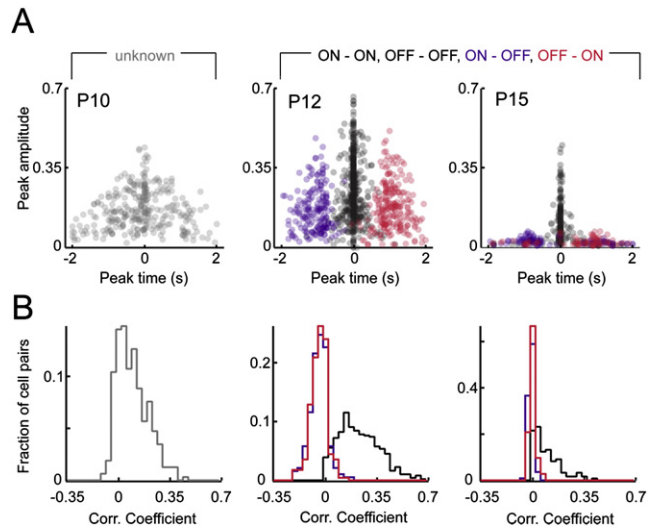 A
unknown
ON - ON, OFF - OFF, ON - OFF, OFF - ON
P10
P12
P15
Peak amplitude
0.7
0.35
0
-2
0
2
Peak time (s)
0.7
0.35
0
-2
0
2
Peak time (s)
0.7
0.35
0
-2
0
2
Peak time (s)
B
Fraction of cell pairs
0.1
0
-0.35
0
0.35
0.7
Corr. Coefficient
0.2
0.1
0
-0.35
0
0.35
0.7
Corr. Coefficient
0.4
0
-0.35
0
0.35
0.7
Corr. Coefficient